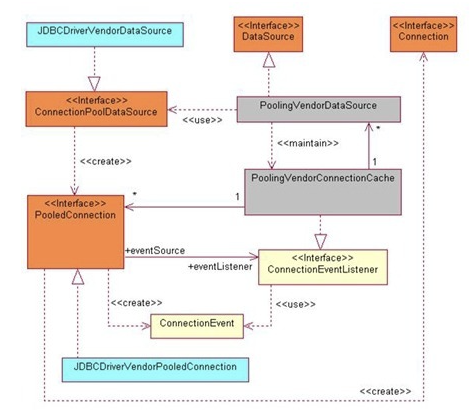 JDBCDriverVendorDataSource
<<Interface>>
DataSource
<<Interface>>
Connection
<<Interface>>
ConnectionPoolDataSource
<<use>>
PoolingVendorDataSource
<<create>>
<<maintain>>
*
1
PoolingVendorConnectionCache
*
1
<<Interface>>
PooledConnection
+eventSource
+eventListener
<<Interface>>
ConnectionEventListener
<<create>>
<<use>>
ConnectionEvent
JDBCDriverVendorPooledConnection
<<create>>